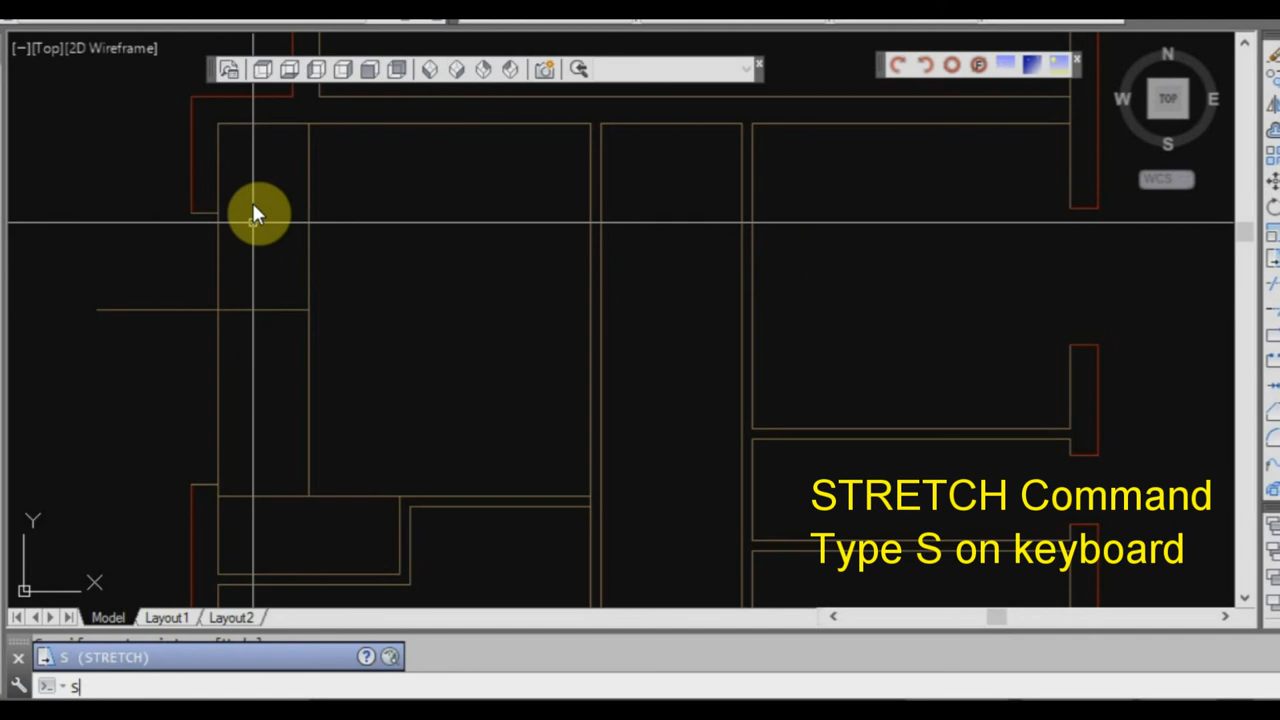 [−][Top][2D Wireframe]
N
W
TOP
E
S
WCS
STRETCH Command
Type S on keyboard
Y
X
Model
Layout1
Layout2
S (STRETCH)
S